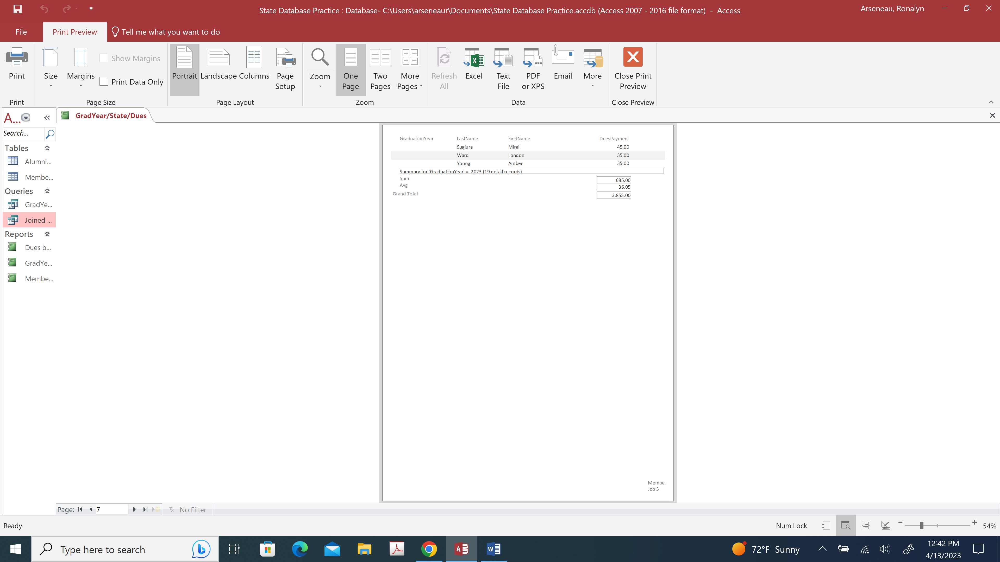 State Database Practice : Database- C:\Users\arseneaur\Documents\State Database Practice.accdb (Access 2007 - 2016 file format) - Access
Arseneau, Ronalyn
File
Print Preview
Tell me what you want to do
Print
Size
Margins
Show Margins
Print Data Only
Portrait
Landscape
Columns
Page Setup
Zoom
One Page
Two Pages
More Pages
Refresh All
Excel
Text File
PDF or XPS
Email
More
Close Print Preview
Print
Page Size
Page Layout
Zoom
Data
Close Preview
A...
Search...
Tables
Alumni...
Membe...
Queries
GradYe...
Joined ...
Reports
Dues b...
GradYe...
Membe...
GradYear/State/Dues
GraduationYear LastName FirstName DuesPayment
Sugiura Mirai 45.00
Ward London 35.00
Young Amber 35.00
Summary for 'GraduationYear' = 2023 (19 detail records)
Sum 685.00
Avg 36.05
Grand Total 3,855.00
Membe
Job 5
Page: 7 No Filter
Ready
Num Lock
54%
Type here to search
72°F Sunny
12:42 PM
4/13/2023